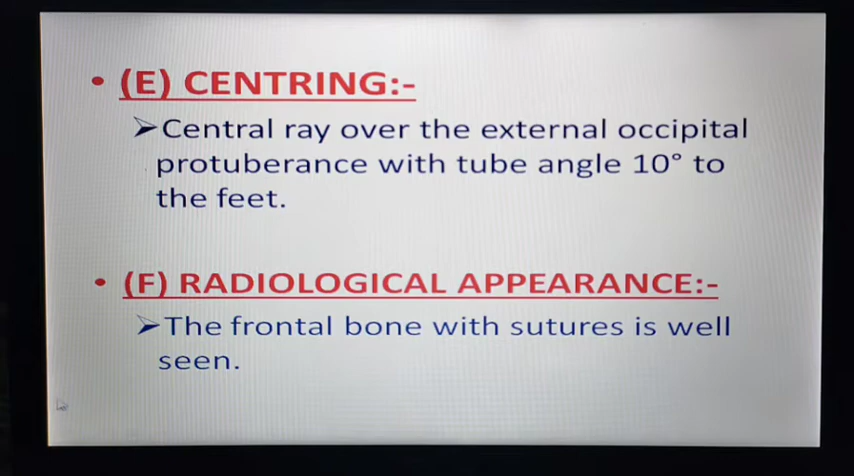 • (E) CENTRING:-
➢Central ray over the external occipital
protuberance with tube angle 10° to
the feet.
• (F) RADIOLOGICAL APPEARANCE:-
➢The frontal bone with sutures is well
seen.